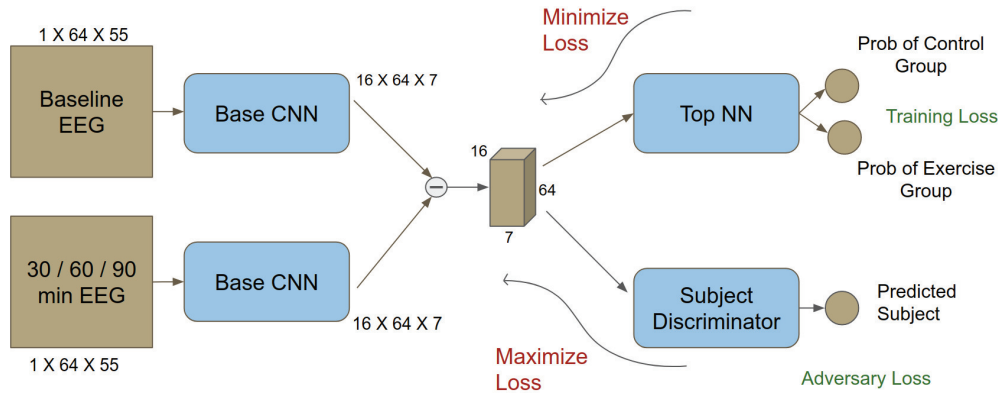 1 X 64 X 55
Baseline
EEG
Base CNN
16 X 64 X 7
30 / 60 / 90
min EEG
1 X 64 X 55
Base CNN
16 X 64 X 7
−
16
64
7
Minimize
Loss
Top NN
Prob of Control
Group
Training Loss
Prob of Exercise
Group
Maximize
Loss
Subject
Discriminator
Predicted
Subject
Adversary Loss